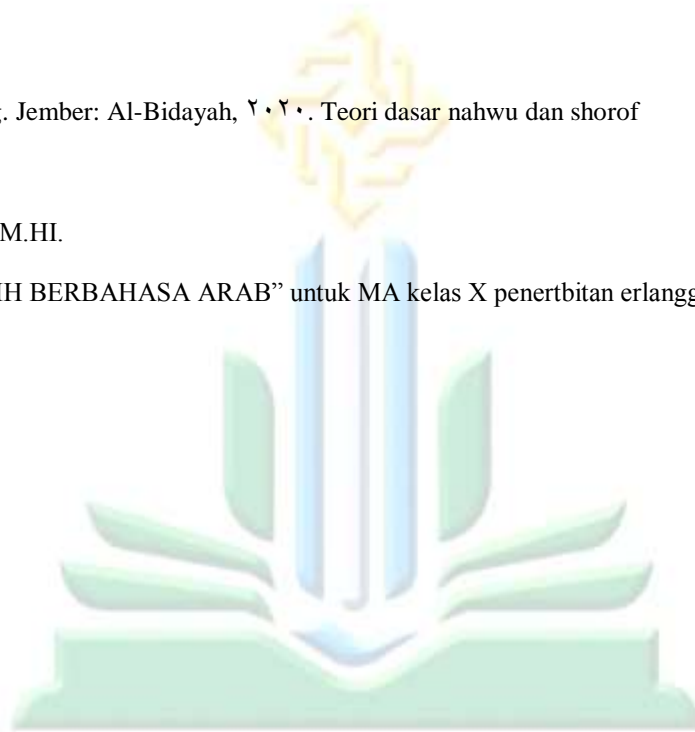 . Jember: Al-Bidayah, ٢٠٢٠. Teori dasar nahwu dan shorof
M.HI.
IH BERBAHASA ARAB” untuk MA kelas X penertbitan erlangg